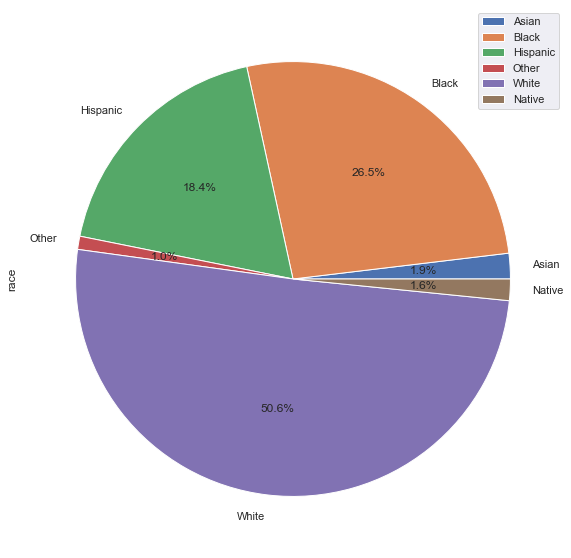 Asian
Black
Hispanic
Other
White
Native
Black
Hispanic
26.5%
18.4%
Other
1.0%
Asian
1.9%
race
1.6%
Native
50.6%
White